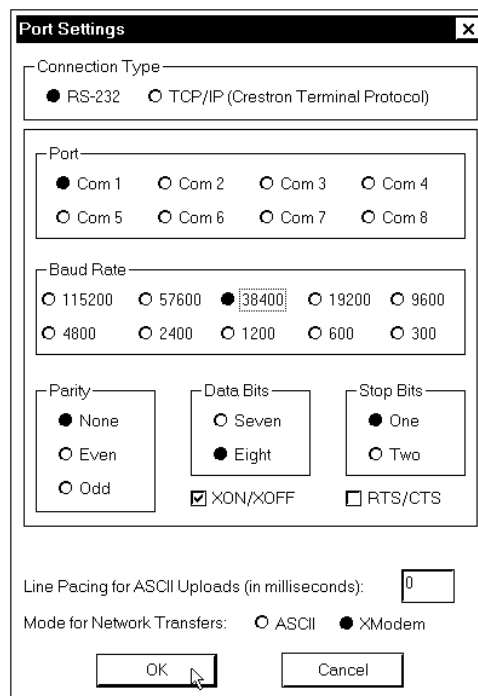 Port Settings
Connection Type
RS-232 TCP/IP (Crestron Terminal Protocol)
Port
Com 1 Com 2 Com 3 Com 4
Com 5 Com 6 Com 7 Com 8
Baud Rate
115200 57600 38400 19200 9600
4800 2400 1200 600 300
Parity Data Bits Stop Bits
None Seven One
Even Eight Two
Odd
XON/XOFF RTS/CTS
Line Pacing for ASCII Uploads (in milliseconds): 0
Mode for Network Transfers: ASCII XModem
OK Cancel